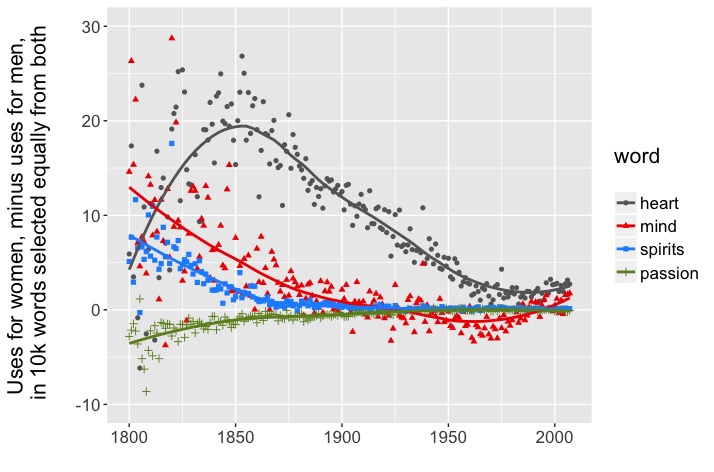 Uses for women, minus uses for men,
in 10k words selected equally from both
30
20
10
0
-10
1800
1850
1900
1950
2000
word
heart
mind
spirits
passion